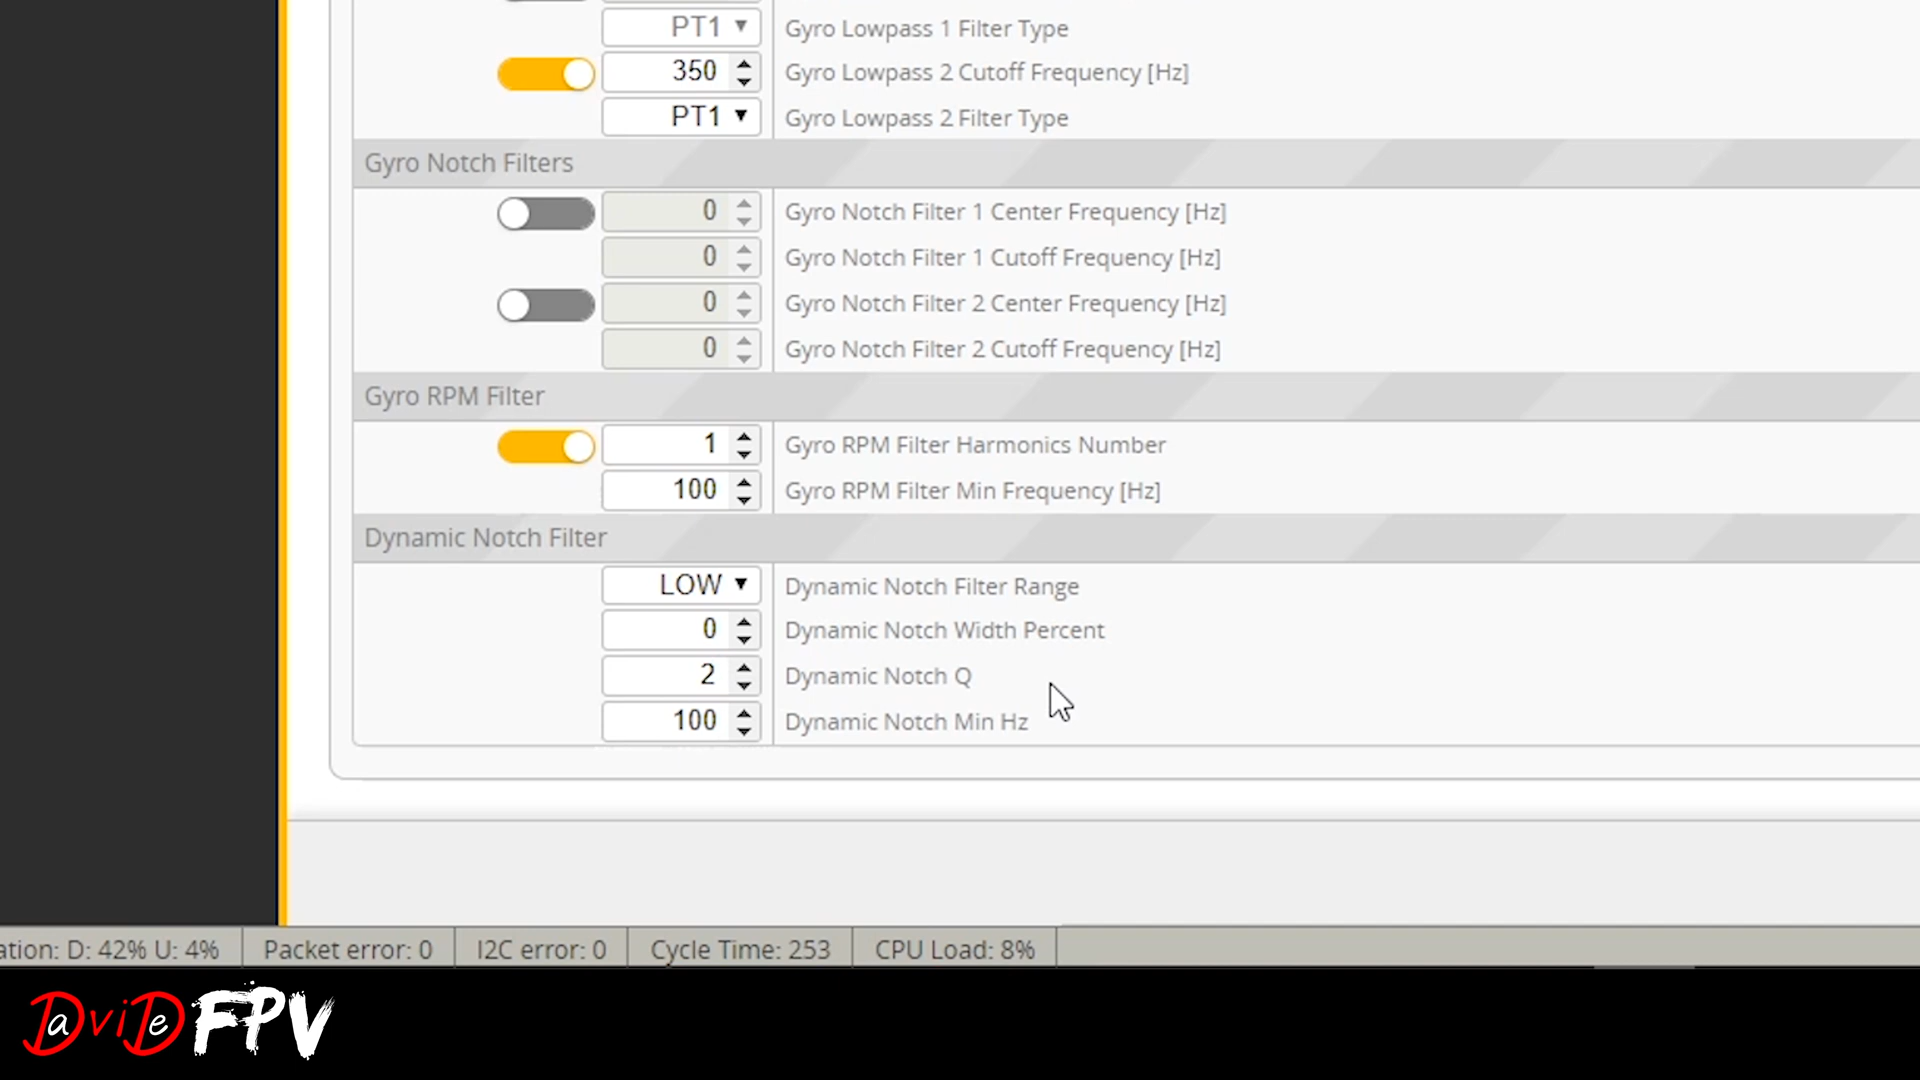 PT1 Gyro Lowpass 1 Filter Type
350 Gyro Lowpass 2 Cutoff Frequency [Hz]
PT1 Gyro Lowpass 2 Filter Type
Gyro Notch Filters
0 Gyro Notch Filter 1 Center Frequency [Hz]
0 Gyro Notch Filter 1 Cutoff Frequency [Hz]
0 Gyro Notch Filter 2 Center Frequency [Hz]
0 Gyro Notch Filter 2 Cutoff Frequency [Hz]
Gyro RPM Filter
1 Gyro RPM Filter Harmonics Number
100 Gyro RPM Filter Min Frequency [Hz]
Dynamic Notch Filter
LOW Dynamic Notch Filter Range
0 Dynamic Notch Width Percent
2 Dynamic Notch Q
100 Dynamic Notch Min Hz
ation: D: 42% U: 4% Packet error: 0 I2C error: 0 Cycle Time: 253 CPU Load: 8%
DaviDe FPV